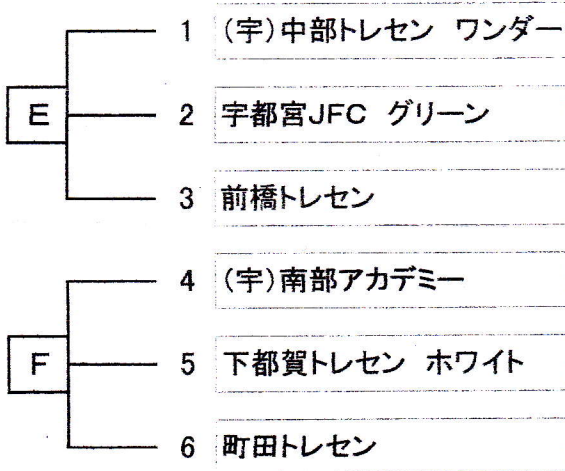 1 (宇)中部トレセン ワンダー
E 2 宇都宮JFC グリーン
3 前橋トレセン
4 (宇)南部アカデミー
F 5 下都賀トレセン ホワイト
6 町田トレセン